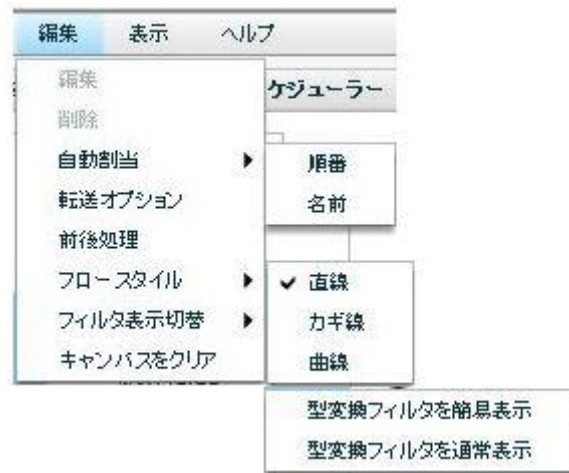 編集 表示 ヘルプ
編集
ケジューラー
削除
自動割当
順番
転送オプション
名前
前後処理
フロースタイル
直線
フィルタ表示切替
カギ線
キャンバスをクリア
曲線
型変換フィルタを簡易表示
型変換フィルタを通常表示